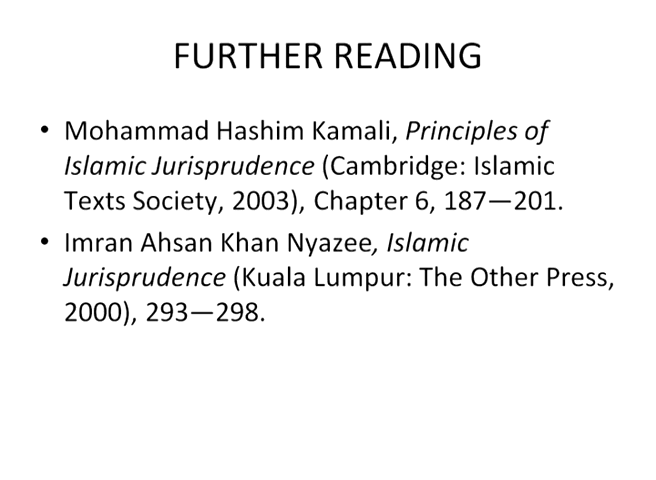 FURTHER READING
• Mohammad Hashim Kamali, Principles of
Islamic Jurisprudence (Cambridge: Islamic
Texts Society, 2003), Chapter 6, 187—201.
• Imran Ahsan Khan Nyazee, Islamic
Jurisprudence (Kuala Lumpur: The Other Press,
2000), 293—298.